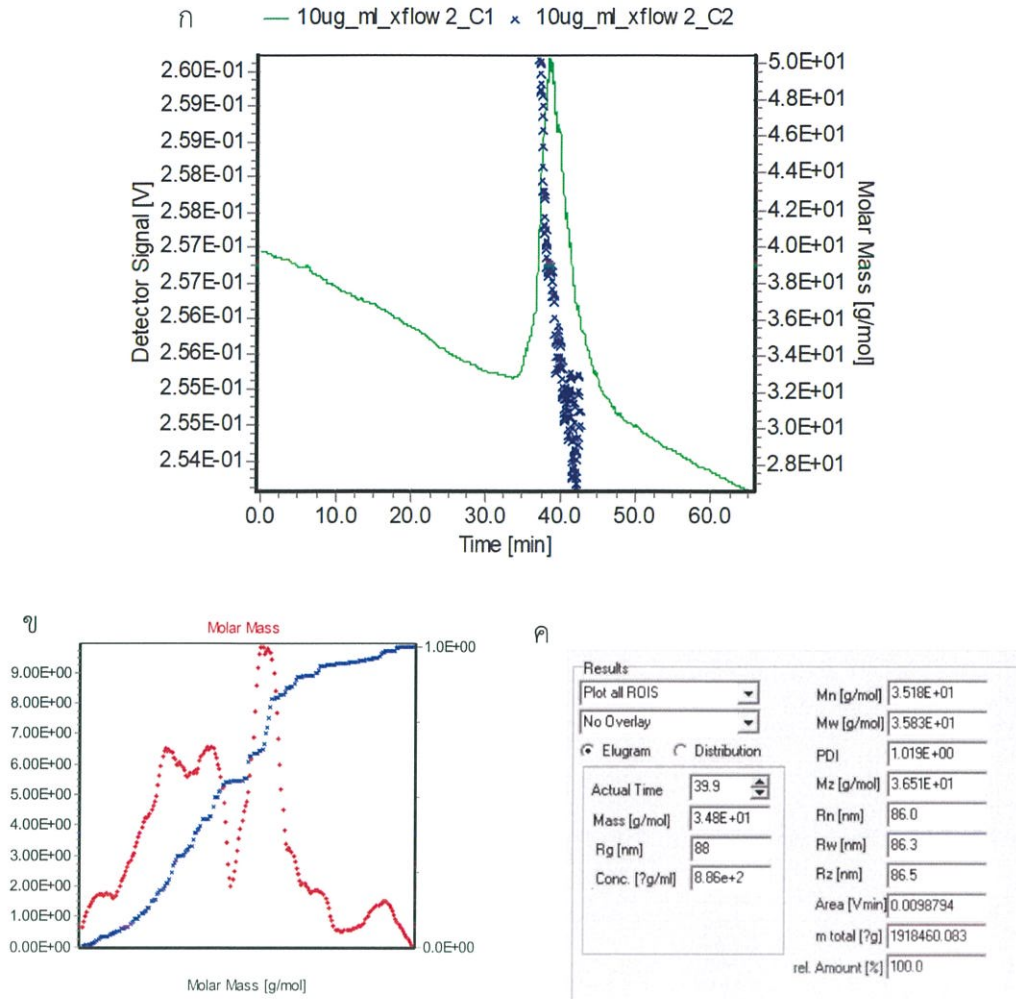 ก
10ug_ml_xflow 2_C1 × 10ug_ml_xflow 2_C2
2.60E-01
2.59E-01
2.59E-01
2.58E-01
2.58E-01
2.57E-01
2.57E-01
2.56E-01
2.56E-01
2.55E-01
2.55E-01
2.54E-01
Detector Signal [V]
5.0E+01
4.8E+01
4.6E+01
4.4E+01
4.2E+01
4.0E+01
3.8E+01
3.6E+01
3.4E+01
3.2E+01
3.0E+01
2.8E+01
Molar Mass [g/mol]
0.0 10.0 20.0 30.0 40.0 50.0 60.0
Time [min]
ข
Molar Mass
9.00E+00
8.00E+00
7.00E+00
6.00E+00
5.00E+00
4.00E+00
3.00E+00
2.00E+00
1.00E+00
0.00E+00
1.0E+00
0.0E+00
Molar Mass [g/mol]
ค
Results
Plot all ROIS
No Overlay
Elugram Distribution
Actual Time 39.9
Mass [g/mol] 3.48E+01
Rg [nm] 88
Conc. [?g/ml] 8.86e+2
Mn [g/mol] 3.518E+01
Mw [g/mol] 3.583E+01
PDI 1.019E+00
Mz [g/mol] 3.651E+01
Rn [nm] 86.0
Rw [nm] 86.3
Rz [nm] 86.5
Area [Vmin] 0.0098794
m total [?g] 1918460.083
rel. Amount [%] 100.0